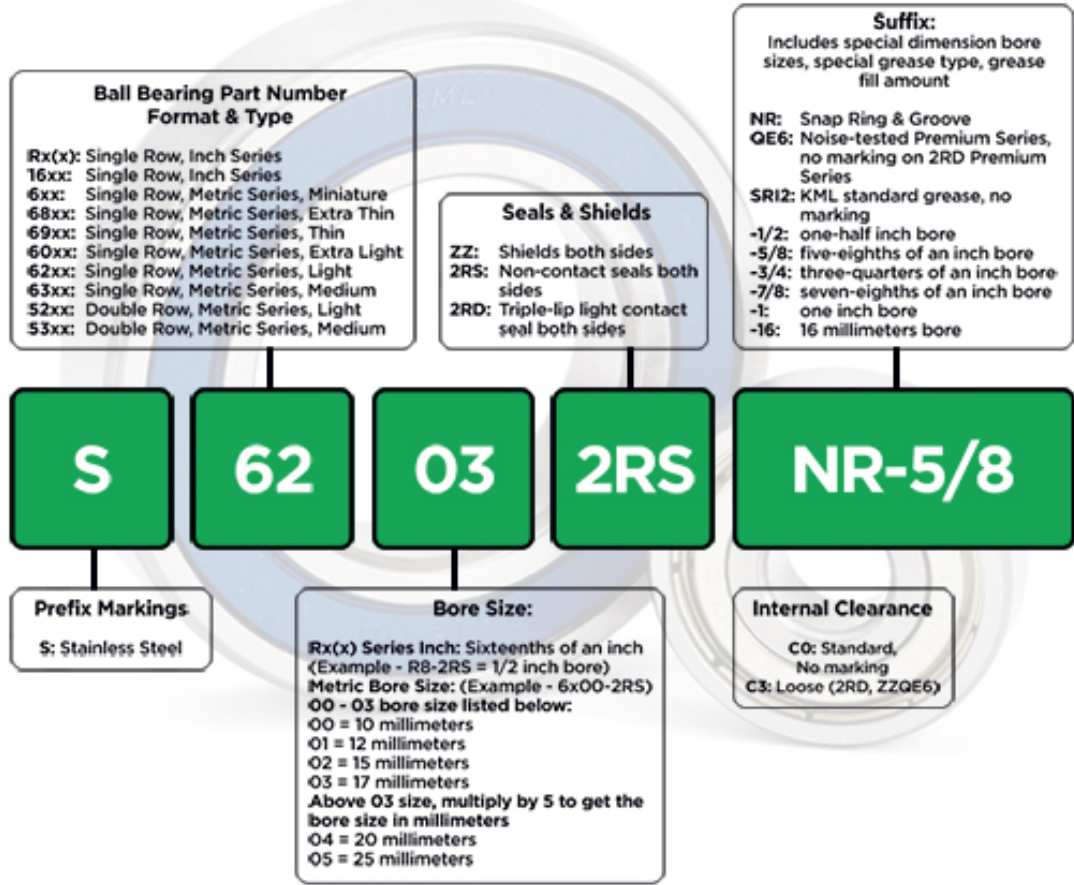 Ball Bearing Part Number
Format & Type
Rx(x): Single Row, Inch Series
16xx: Single Row, Inch Series
6xx: Single Row, Metric Series, Miniature
68xx: Single Row, Metric Series, Extra Thin
69xx: Single Row, Metric Series, Thin
60xx: Single Row, Metric Series, Extra Light
62xx: Single Row, Metric Series, Light
63xx: Single Row, Metric Series, Medium
52xx: Double Row, Metric Series, Light
53xx: Double Row, Metric Series, Medium
KML
Seals & Shields
ZZ: Shields both sides
2RS: Non-contact seals both
sides
2RD: Triple-lip light contact
seal both sides
Suffix:
Includes special dimension bore
sizes, special grease type, grease
fill amount
NR: Snap Ring & Groove
QE6: Noise-tested Premium Series,
no marking on 2RD Premium
Series
SRI2: KML standard grease, no
marking
-1/2: one-half inch bore
-5/8: five-eighths of an inch bore
-3/4: three-quarters of an inch bore
-7/8: seven-eighths of an inch bore
-1: one inch bore
-16: 16 millimeters bore
S
62
03
2RS
NR-5/8
Prefix Markings
S: Stainless Steel
Bore Size:
Rx(x) Series Inch: Sixteenths of an inch
(Example - R8-2RS = 1/2 inch bore)
Metric Bore Size: (Example - 6x00-2RS)
00 - 03 bore size listed below:
00 = 10 millimeters
01 = 12 millimeters
02 = 15 millimeters
03 = 17 millimeters
Above 03 size, multiply by 5 to get the
bore size in millimeters
04 = 20 millimeters
05 = 25 millimeters
Internal Clearance
C0: Standard,
No marking
C3: Loose (2RD, ZZQE6)